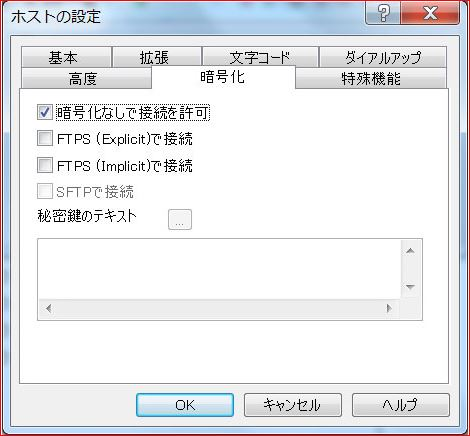 ホストの設定
基本 拡張 文字コード ダイアルアップ
高度 暗号化 特殊機能
暗号化なしで接続を許可
FTPS (Explicit)で接続
FTPS (Implicit)で接続
SFTPで接続
秘密鍵のテキスト ...
OK キャンセル ヘルプ